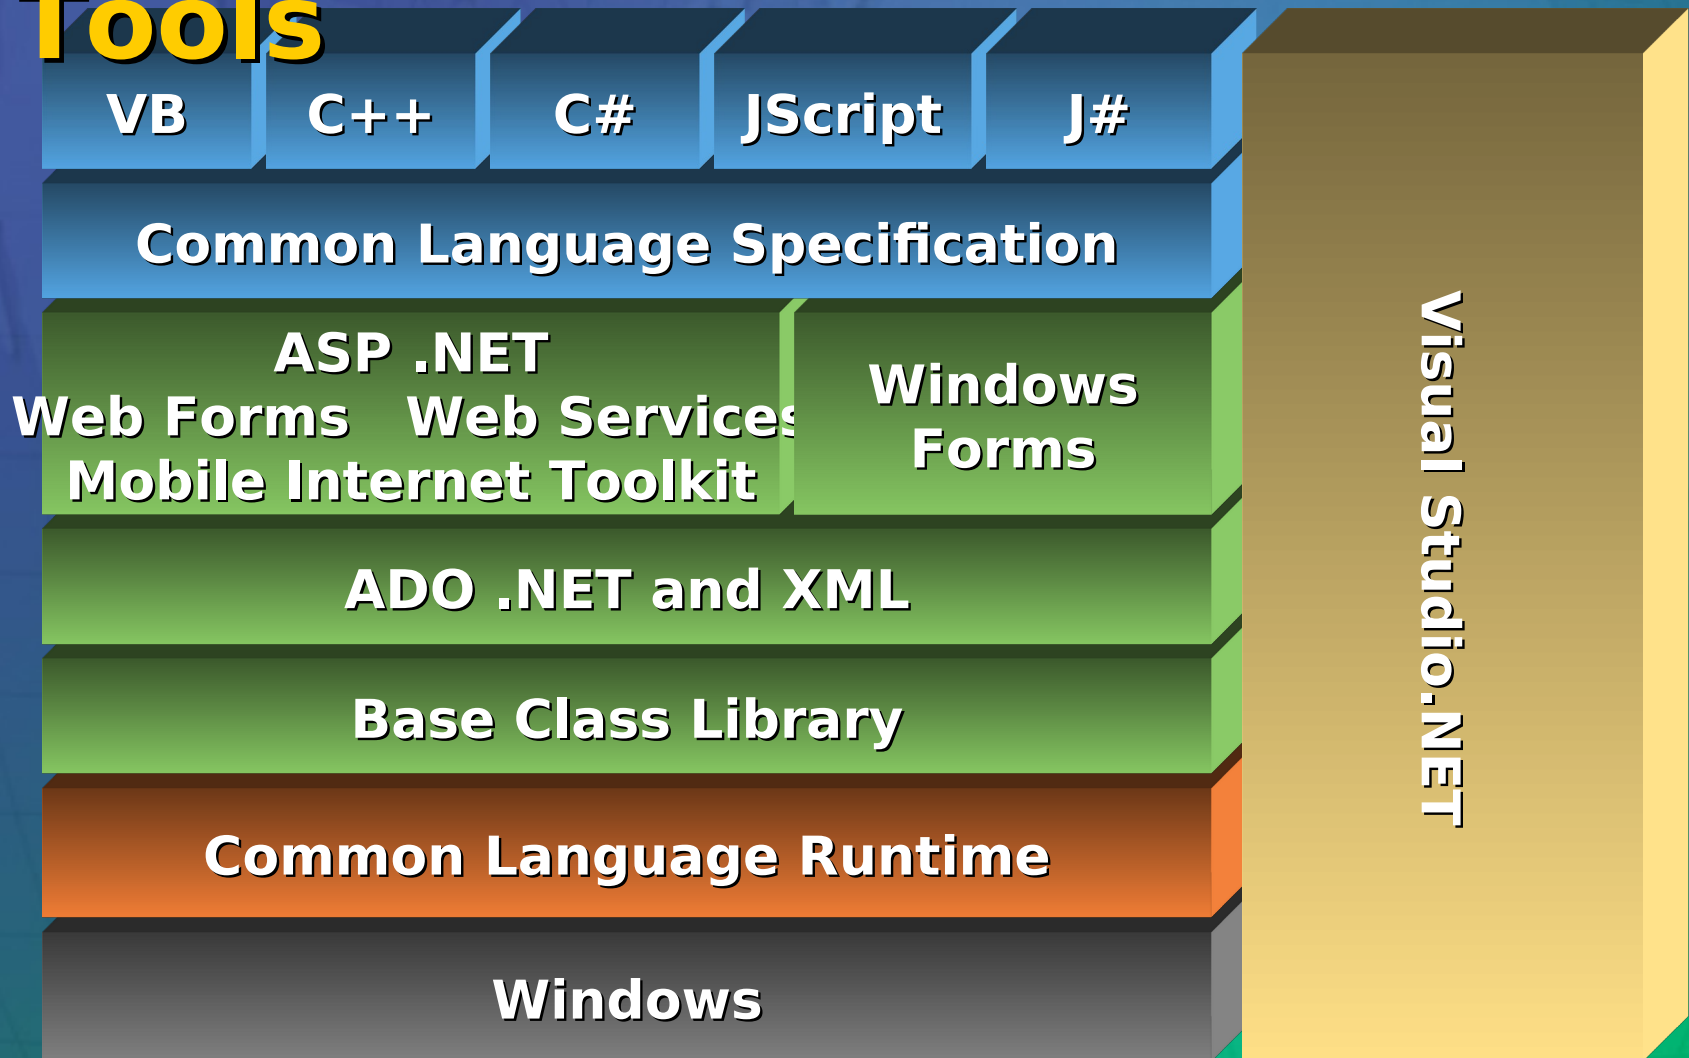 Tools
VB
C++
C#
JScript
J#
Common Language Specification
ASP .NET
Web Forms Web Services
Mobile Internet Toolkit
Windows
Forms
ADO .NET and XML
Base Class Library
Common Language Runtime
Windows
Visual Studio.NET